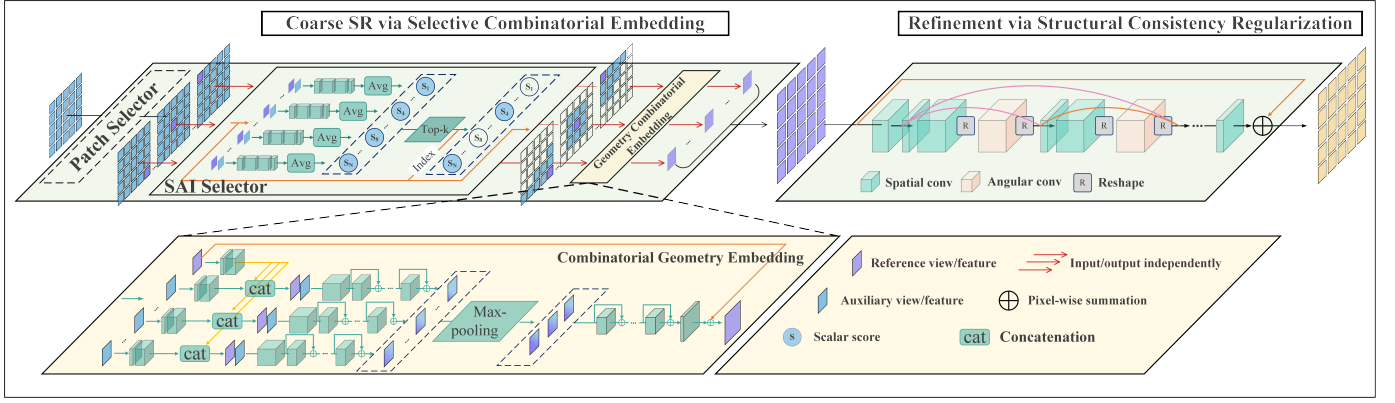 Coarse SR via Selective Combinatorial Embedding
Refinement via Structural Consistency Regularization
Patch Selector
SAI Selector
Avg
Avg
Avg
Avg
S₁
S₄
S₈
Sₙ
Top-k
Index
S₁
S₄
S₈
Sₙ
Geometry Combinatorial
Embedding
R
R
R
R
Spatial conv
Angular conv
R
Reshape
Combinatorial Geometry Embedding
cat
cat
cat
Max-
pooling
Reference view/feature
Input/output independently
Auxiliary view/feature
Pixel-wise summation
S
Scalar score
cat
Concatenation